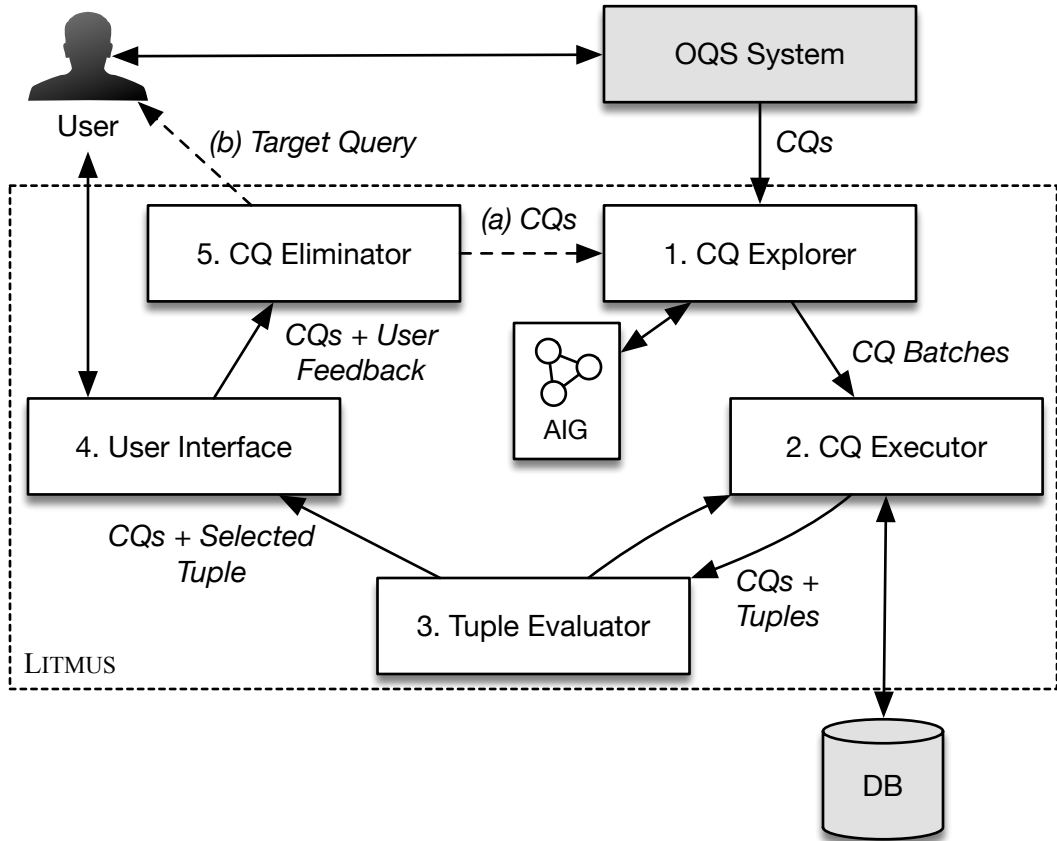 OQS System
User
(b) Target Query
CQs
(a) CQs
5. CQ Eliminator
1. CQ Explorer
CQs + User
Feedback
CQ Batches
AIG
4. User Interface
2. CQ Executor
CQs + Selected
Tuple
CQs +
Tuples
3. Tuple Evaluator
LITMUS
DB